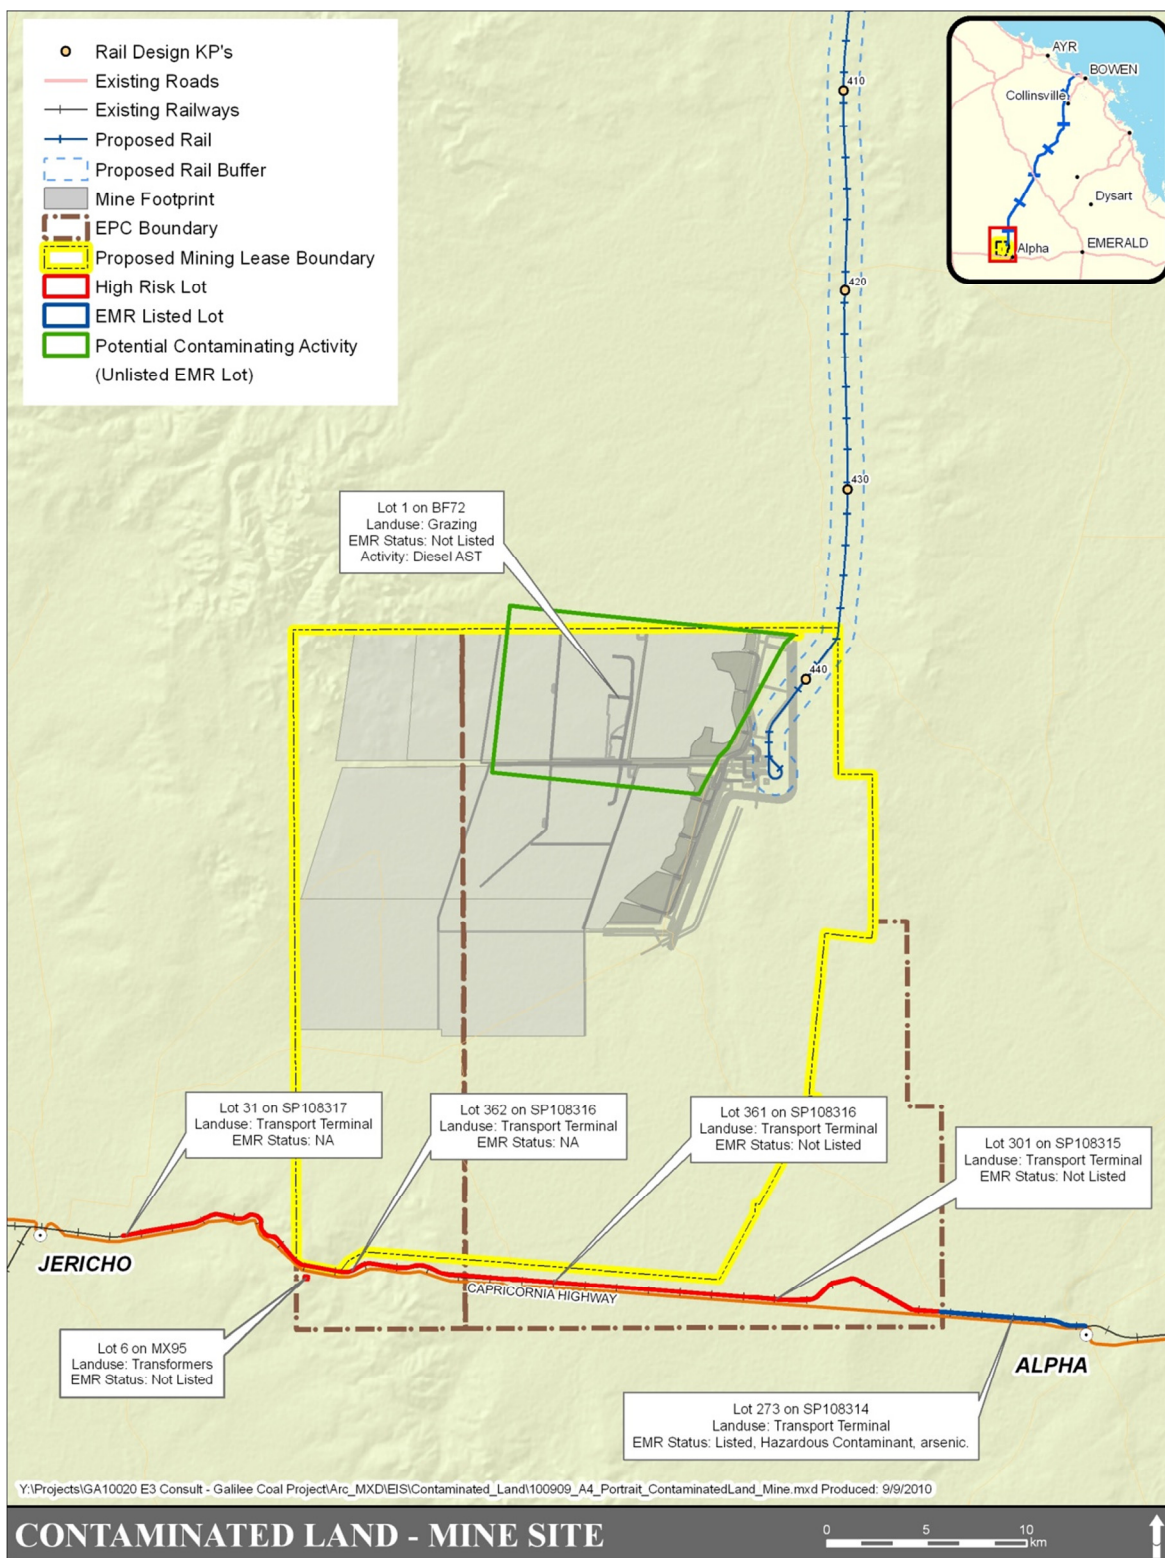 Rail Design KP's
Existing Roads
Existing Railways
Proposed Rail
Proposed Rail Buffer
Mine Footprint
EPC Boundary
Proposed Mining Lease Boundary
High Risk Lot
EMR Listed Lot
Potential Contaminating Activity
(Unlisted EMR Lot)
AYR
BOWEN
Collinsville
Dysart
EMERALD
Alpha
410
420
430
440
Lot 1 on BF72
Landuse: Grazing
EMR Status: Not Listed
Activity: Diesel AST
Lot 31 on SP108317
Landuse: Transport Terminal
EMR Status: NA
Lot 362 on SP108316
Landuse: Transport Terminal
EMR Status: NA
Lot 361 on SP108316
Landuse: Transport Terminal
EMR Status: Not Listed
Lot 301 on SP108315
Landuse: Transport Terminal
EMR Status: Not Listed
JERICHO
CAPRICORNIA HIGHWAY
Lot 6 on MX95
Landuse: Transformers
EMR Status: Not Listed
ALPHA
Lot 273 on SP108314
Landuse: Transport Terminal
EMR Status: Listed, Hazardous Contaminant, arsenic.
Y:\Projects\GA10020 E3 Consult - Galilee Coal Project\Arc_MXD\EIS\Contaminated_Land\100909_A4_Portrait_ContaminatedLand_Mine.mxd Produced: 9/9/2010
CONTAMINATED LAND - MINE SITE
0 5 10
km